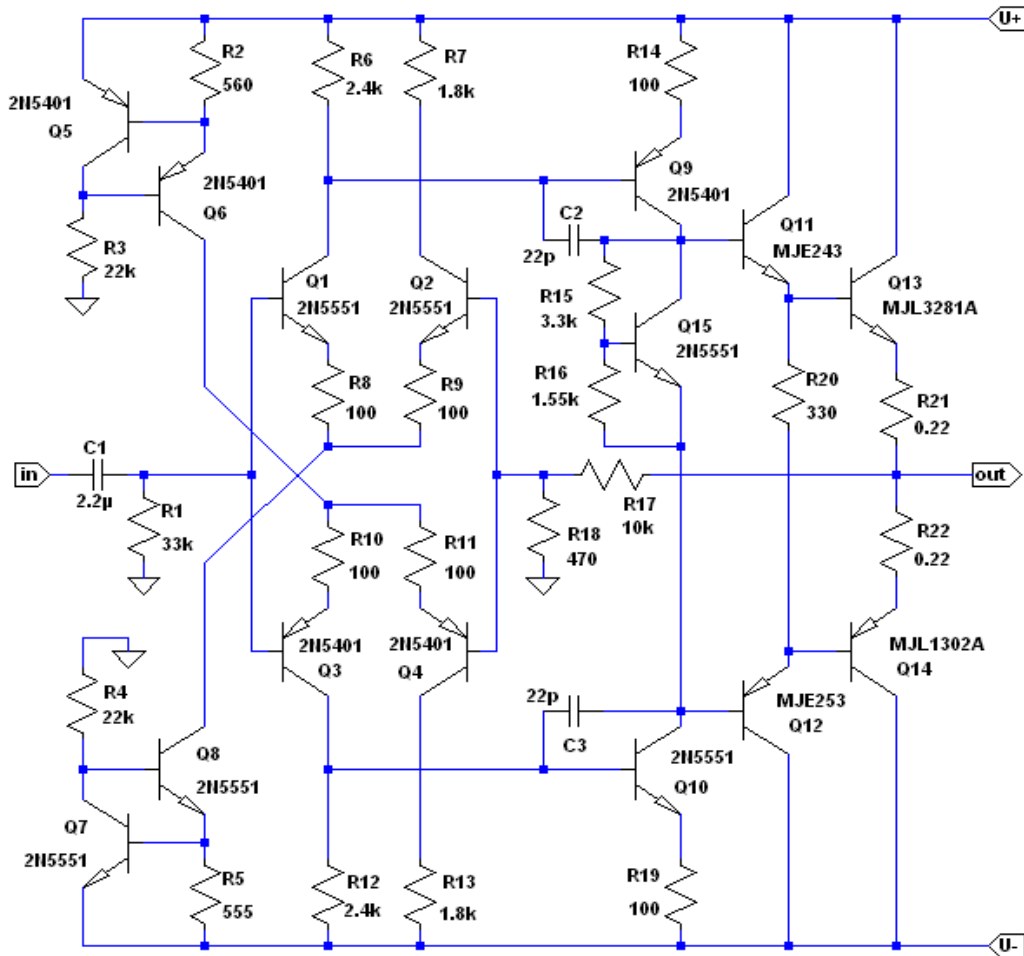 U+
R2
560
R6
2.4k
R7
1.8k
R14
100
2N5401
Q5
2N5401
Q6
Q9
2N5401
R3
22k
C2
22p
Q11
MJE243
Q1
2N5551
Q2
2N5551
R15
3.3k
Q15
2N5551
Q13
MJL3281A
R8
100
R9
100
R16
1.55k
R20
330
R21
0.22
in
C1
2.2µ
R1
33k
R17
10k
out
R18
470
R10
100
R11
100
R22
0.22
2N5401
Q3
2N5401
Q4
MJL1302A
Q14
R4
22k
22p
C3
MJE253
Q12
Q8
2N5551
2N5551
Q10
Q7
2N5551
R5
555
R12
2.4k
R13
1.8k
R19
100
U-